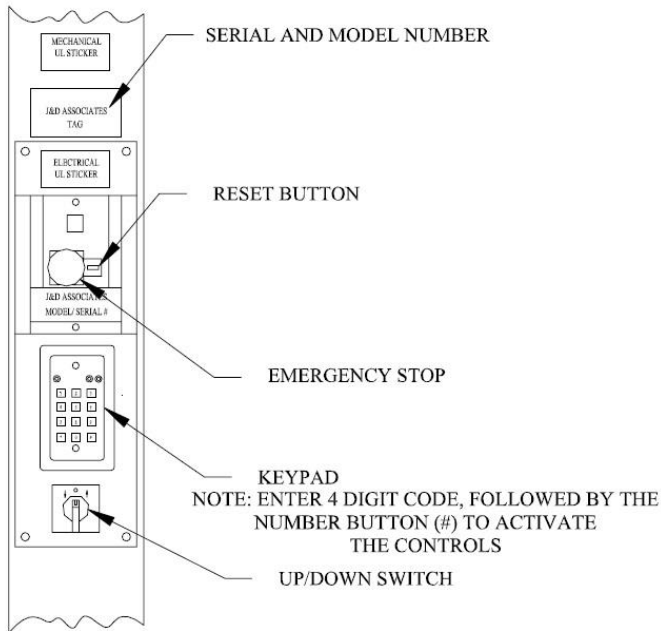 MECHANICAL
UL STICKER
SERIAL AND MODEL NUMBER
J&D ASSOCIATES
TAG
ELECTRICAL
UL STICKER
RESET BUTTON
J&D ASSOCIATES
MODEL/ SERIAL #
EMERGENCY STOP
KEYPAD
NOTE: ENTER 4 DIGIT CODE, FOLLOWED BY THE
NUMBER BUTTON (#) TO ACTIVATE
THE CONTROLS
UP/DOWN SWITCH